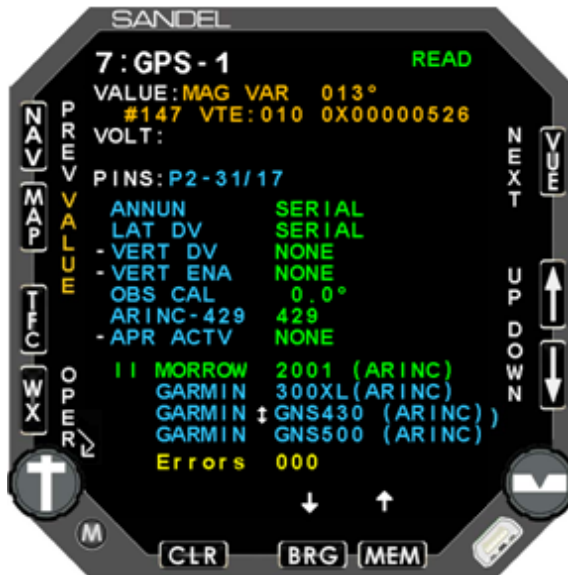 SANDEL
7:GPS-1 READ
VALUE:MAG VAR 013°
#147 VTE:010 0X00000526
VOLT:
PINS:P2-31/17
ANNUN SERIAL
LAT DV SERIAL
-VERT DV NONE
-VERT ENA NONE
OBS CAL 0.0°
ARINC-429 429
-APR ACTV NONE
II MORROW 2001 (ARINC)
GARMIN 300XL(ARINC)
GARMIN ↕GNS430 (ARINC))
GARMIN GNS500 (ARINC)
Errors 000
NAV
MAP
TFC
WX
PREV VALUE
OPER
NEXT
UP DOWN
VUE
↓ ↑
M
CLR
BRG
MEM